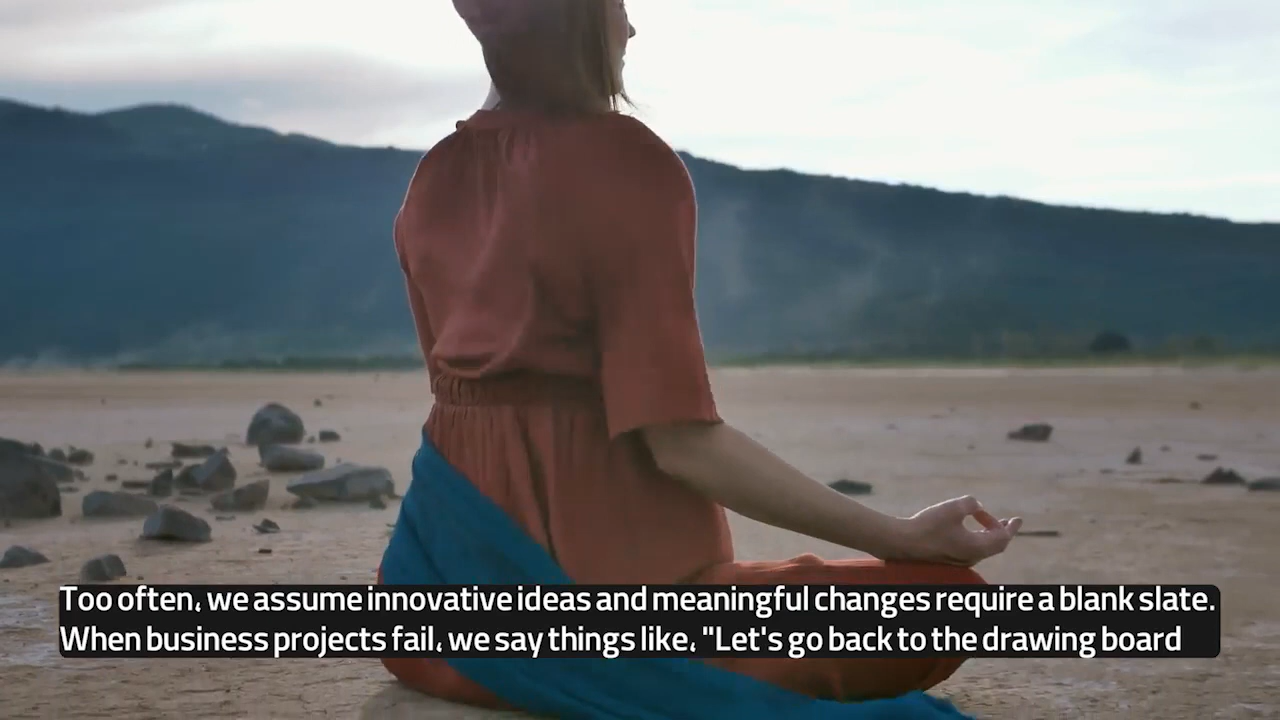 Too often، we assume innovative ideas and meaningful changes require a blank slate.
When business projects fail، we say things like، "Let's go back to the drawing board